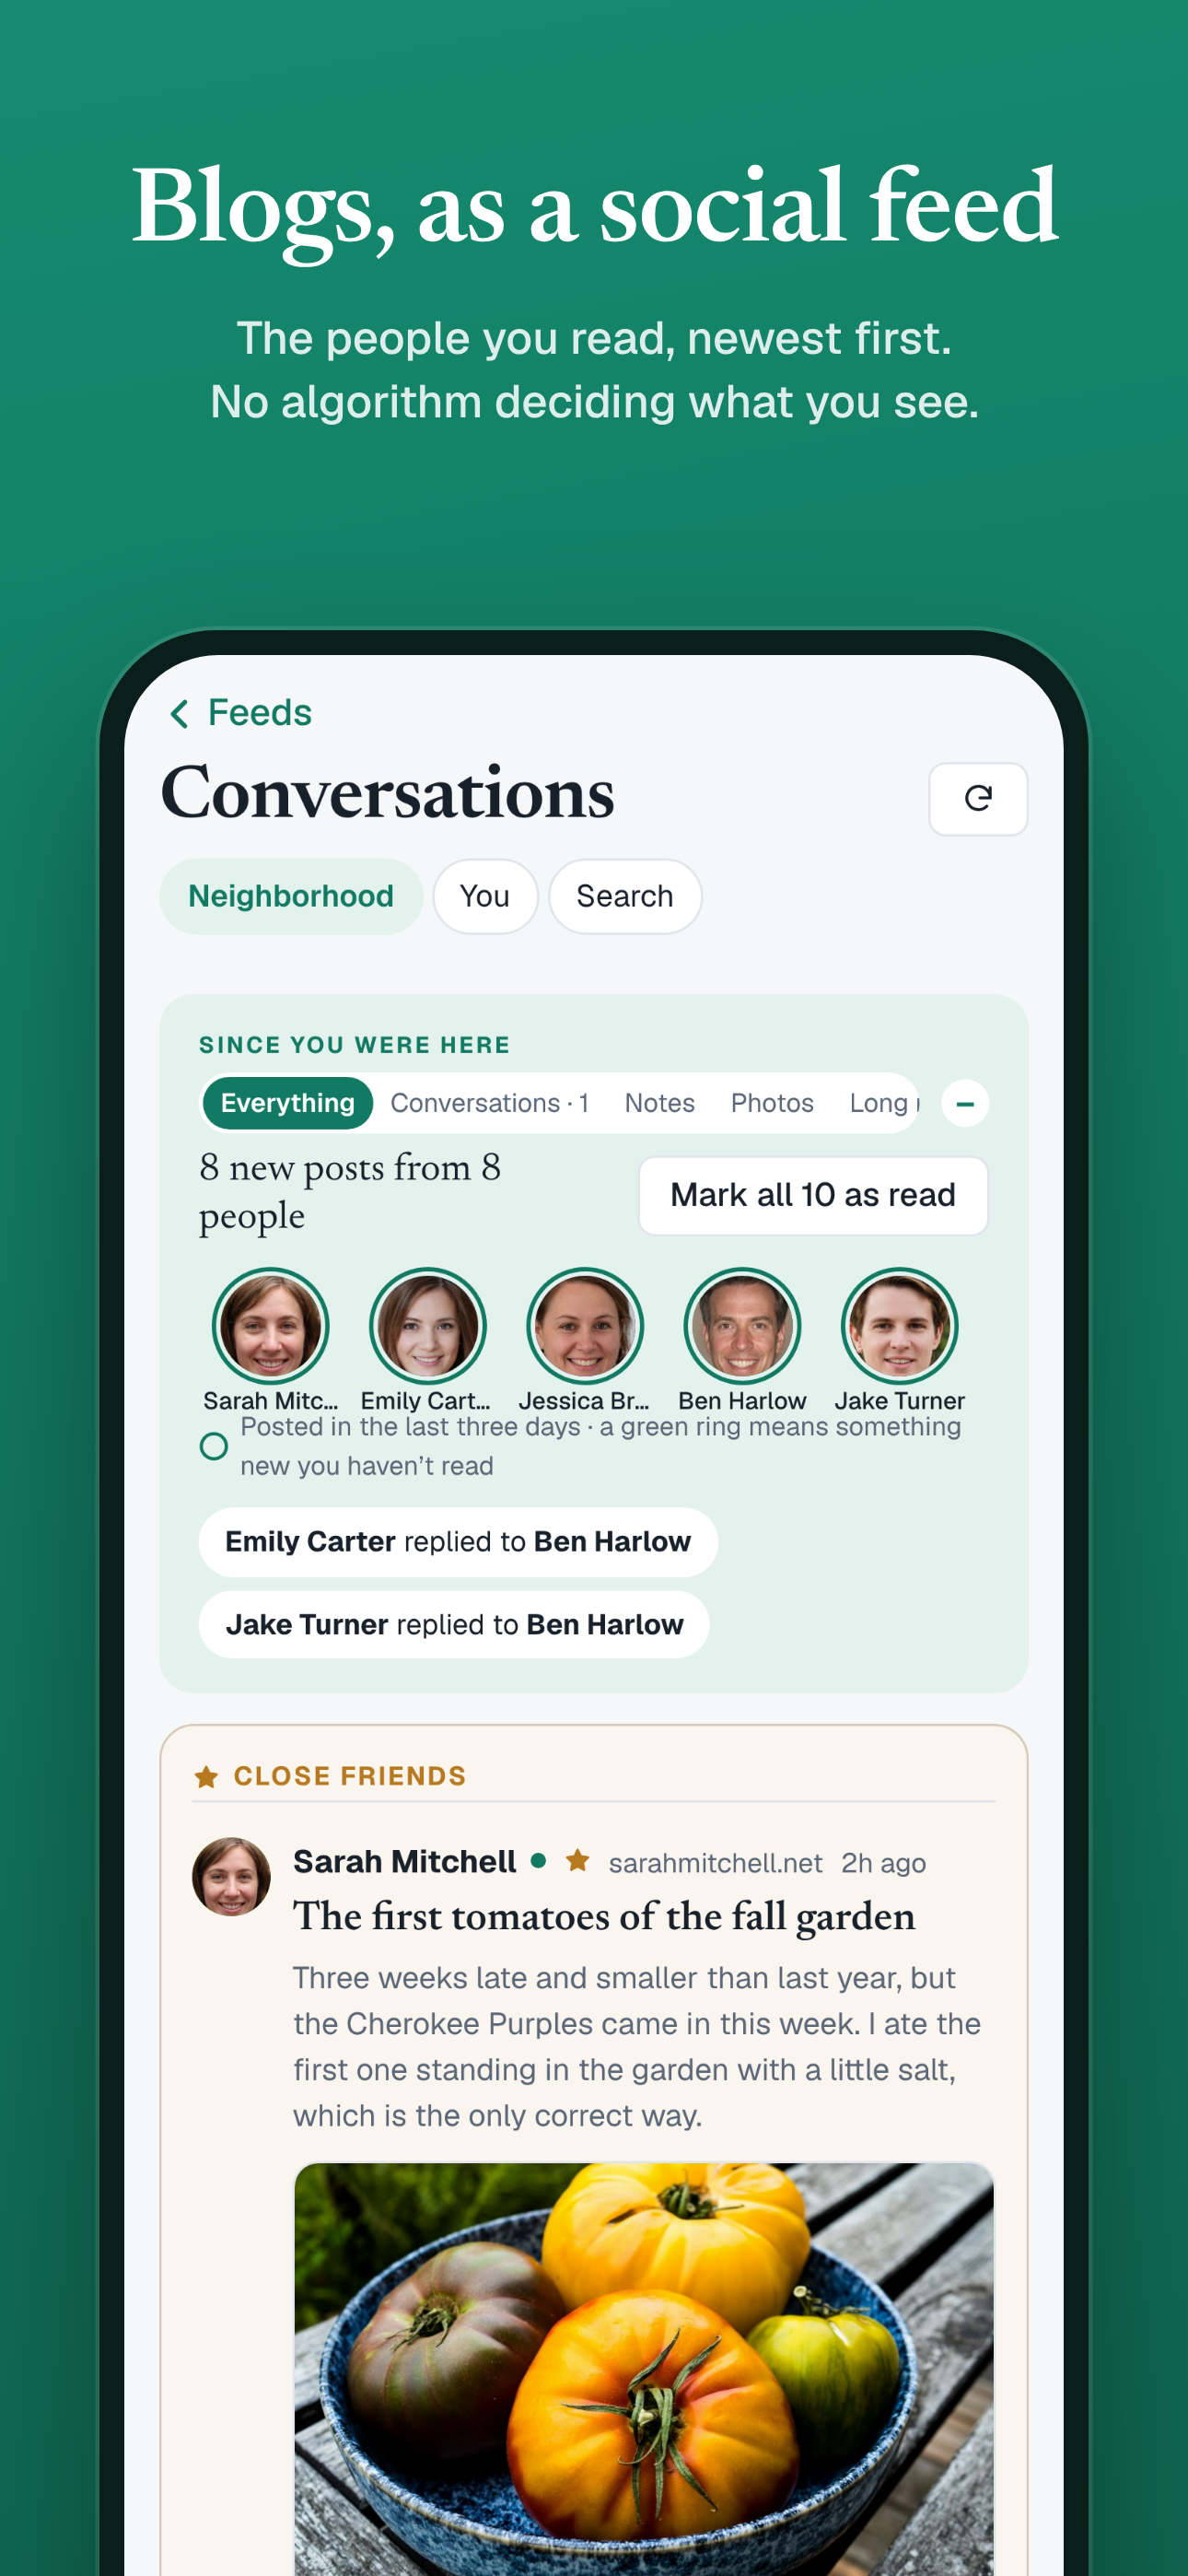 Blogs, as a social feed
The people you read, newest first.
No algorithm deciding what you see.
Feeds
Conversations
Neighborhood You Search
SINCE YOU WERE HERE
Everything Conversations · 1 Notes Photos Long
8 new posts from 8
people
Mark all 10 as read
Sarah Mitc... Emily Cart... Jessica Br... Ben Harlow Jake Turner
Posted in the last three days · a green ring means something
new you haven’t read
Emily Carter replied to Ben Harlow
Jake Turner replied to Ben Harlow
CLOSE FRIENDS
Sarah Mitchell sarahmitchell.net 2h ago
The first tomatoes of the fall garden
Three weeks late and smaller than last year, but
the Cherokee Purples came in this week. I ate the
first one standing in the garden with a little salt,
which is the only correct way.